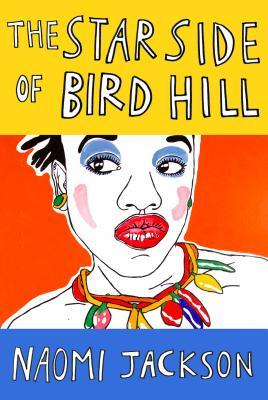 THE STAR SIDE
OF BIRD HILL
NAOMI JACKSON